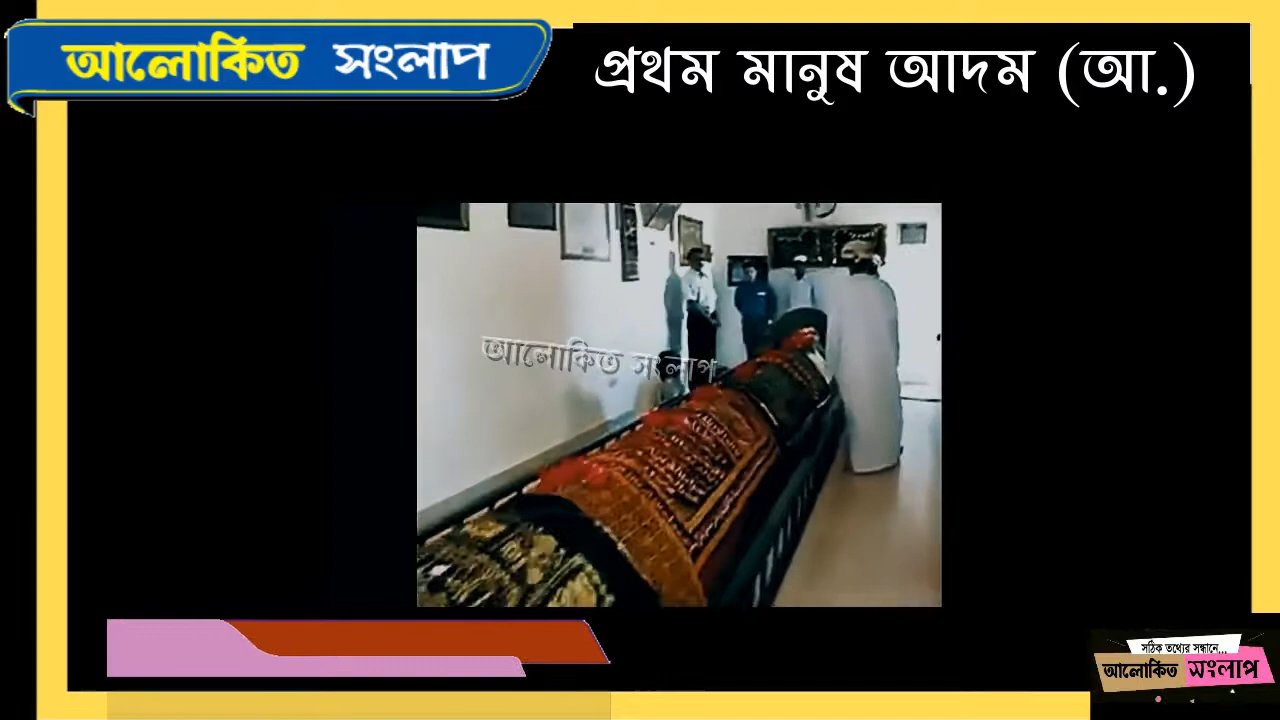 আলোকিত সংলাপ
প্রথম মানুষ আদম (আ.)
আলোকিত সংলাপ
সঠিক তথ্যের সন্ধানে...
আলোকিত সংলাপ